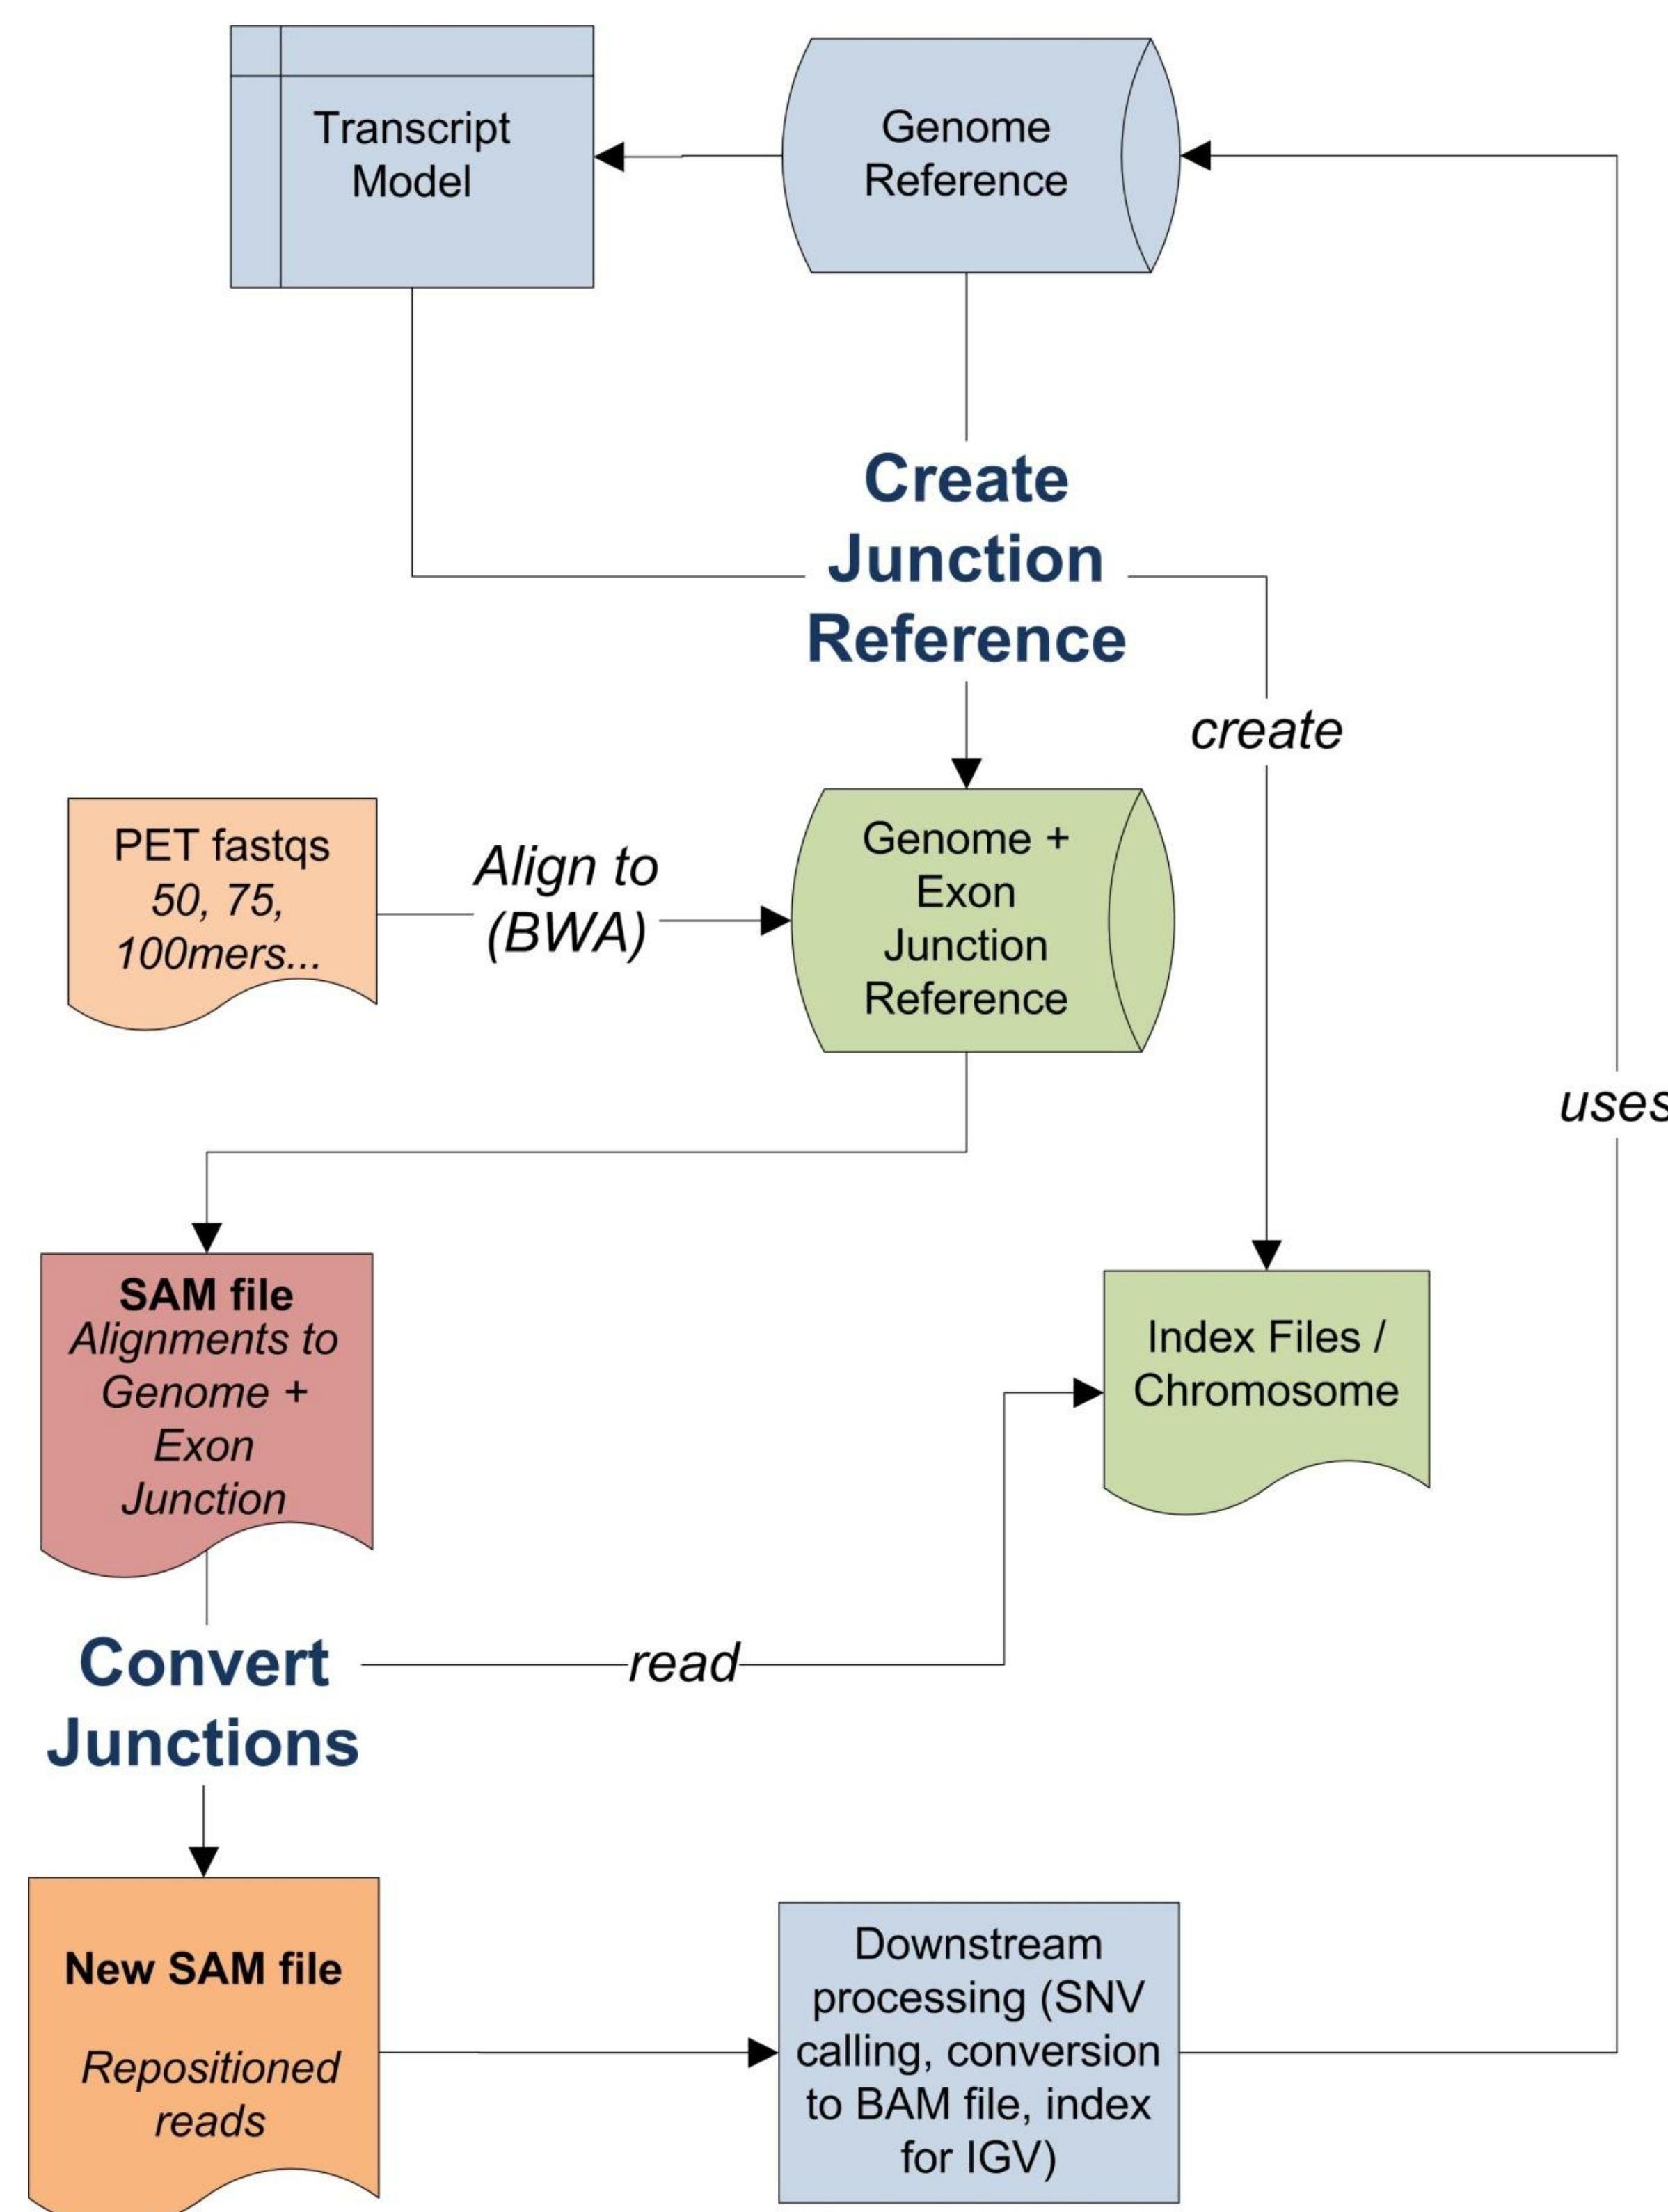 Transcript
Model
Genome
Reference
Create
Junction
Reference
create
PET fastqs
50, 75,
100mers...
Align to
(BWA)
Genome +
Exon
Junction
Reference
uses
SAM file
Alignments to
Genome +
Exon
Junction
Index Files /
Chromosome
Convert
Junctions
read
New SAM file
Repositioned
reads
Downstream
processing (SNV
calling, conversion
to BAM file, index
for IGV)